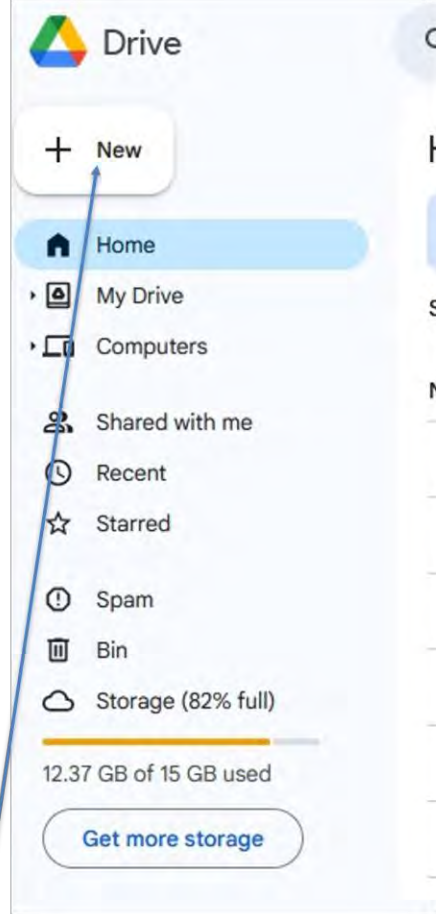 Drive
New
Home
My Drive
Computers
Shared with me
Recent
Starred
Spam
Bin
Storage (82% full)
12.37 GB of 15 GB used
Get more storage